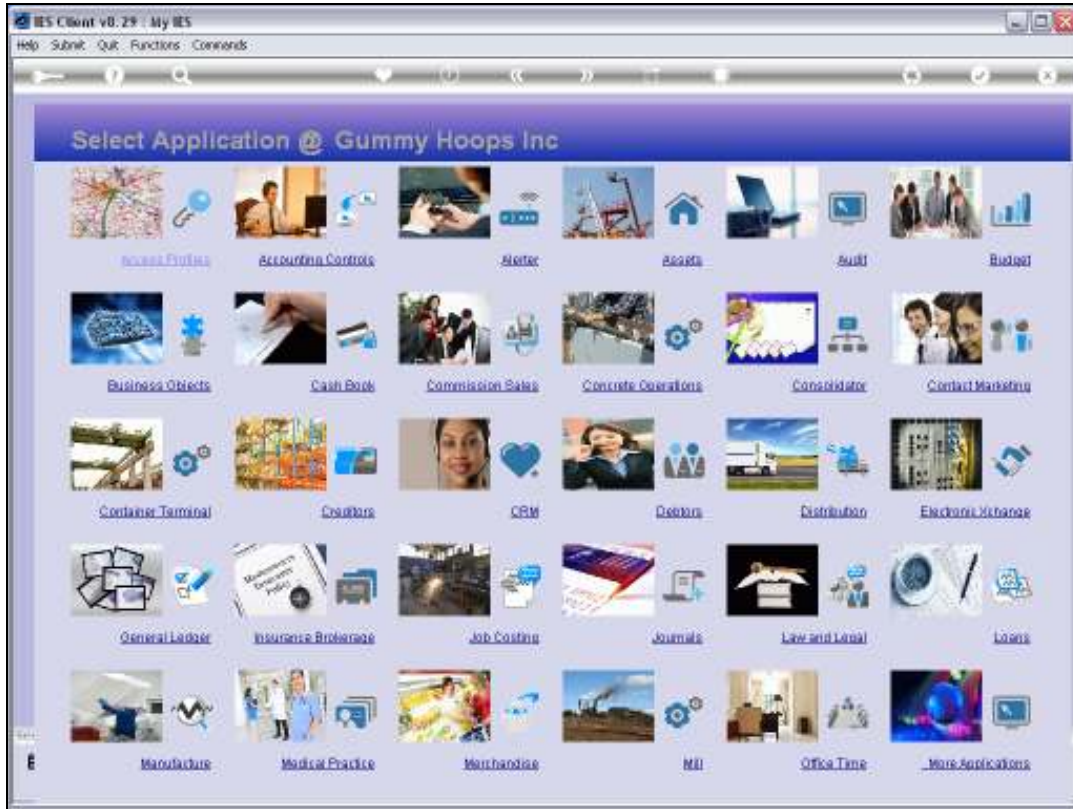 IES Client v8.29 : My IES
Help Submit Quit Functions Commands
Select Application @ Gummy Hoops Inc
Access Profiles Accounting Controls Alerter Assets Audit Budget
Business Objects Cash Book Commission Sales Concrete Operations Consolidator Contact Marketing
Container Terminal Creditors CRM Debtors Distribution Electronic Xchange
General Ledger Insurance Brokerage Job Costing Journals Law and Legal Loans
Manufacture Medical Practice Merchandise Mill Office Time ...More Applications